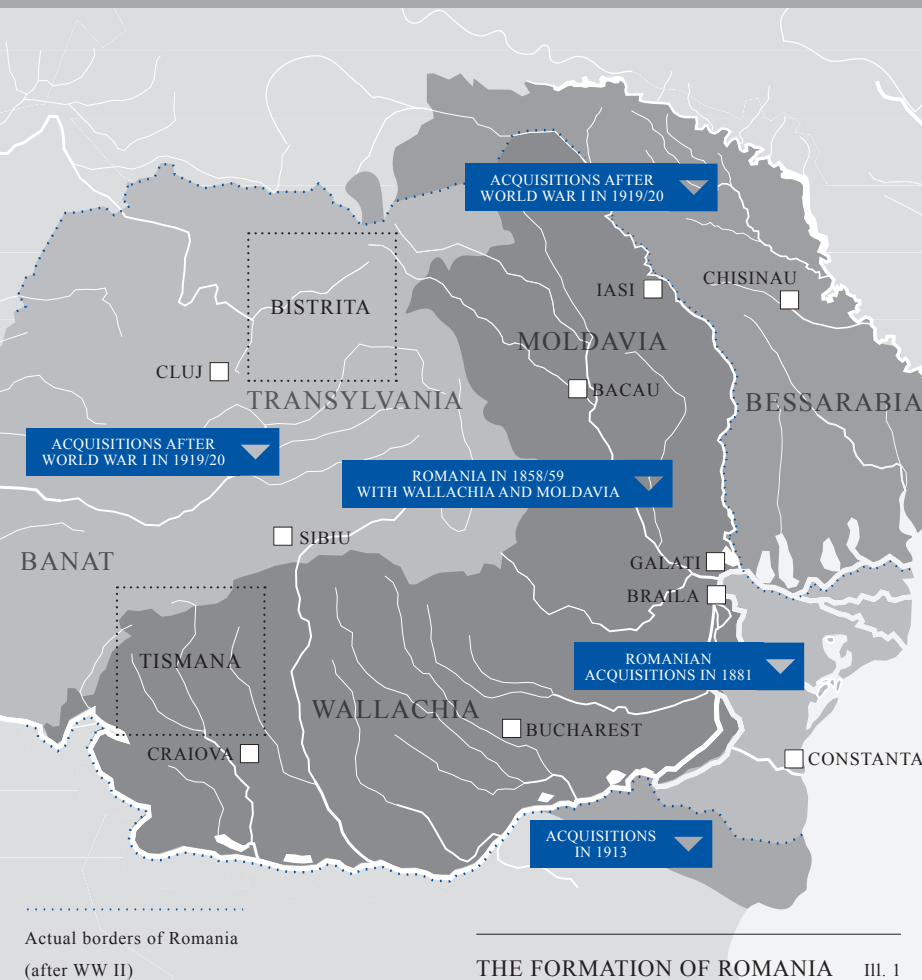 ACQUISITIONS AFTER
WORLD WAR I IN 1919/20
CHISINAU
IASI
BISTRITA
MOLDAVIA
CLUJ
BACAU
TRANSYLVANIA
BESSARABIA
ACQUISITIONS AFTER
WORLD WAR I IN 1919/20
ROMANIA IN 1858/59
WITH WALLACHIA AND MOLDAVIA
SIBIU
BANAT
GALATI
BRAILA
TISMANA
ROMANIAN
ACQUISITIONS IN 1881
WALLACHIA
BUCHAREST
CRAIOVA
CONSTANTA
ACQUISITIONS
IN 1913
Actual borders of Romania
(after WW II)
THE FORMATION OF ROMANIA Ill. 1